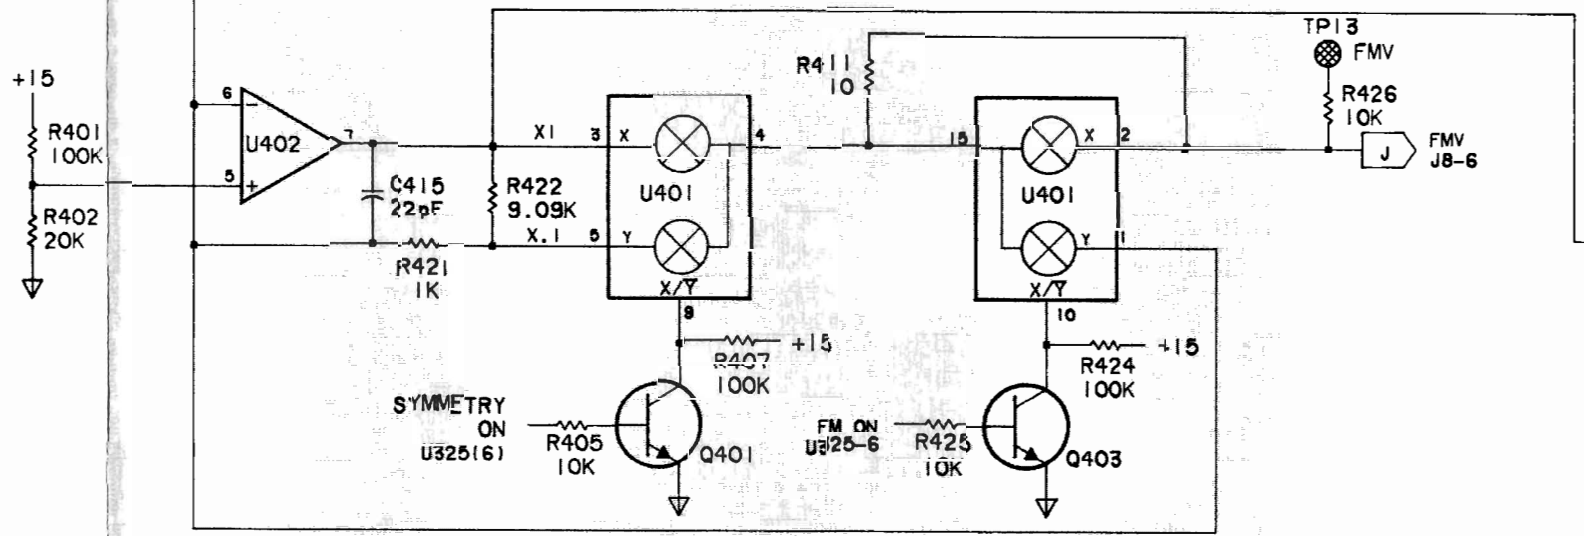 +15
R401
100K
R402
20K
6
−
U402
7
5
+
C415
22pF
R421
1K
X1
3
X
R422
9.09K
X.1
5
Y
4
U401
X/Y
9
+15
R407
100K
SYMMETRY
ON
U325(6)
R405
10K
Q401
R411
10
15
X
2
U401
Y
1
X/Y
10
+15
R424
100K
FM ON
U325-6
R425
10K
Q403
TP13
FMV
R426
10K
J
FMV
J8-6